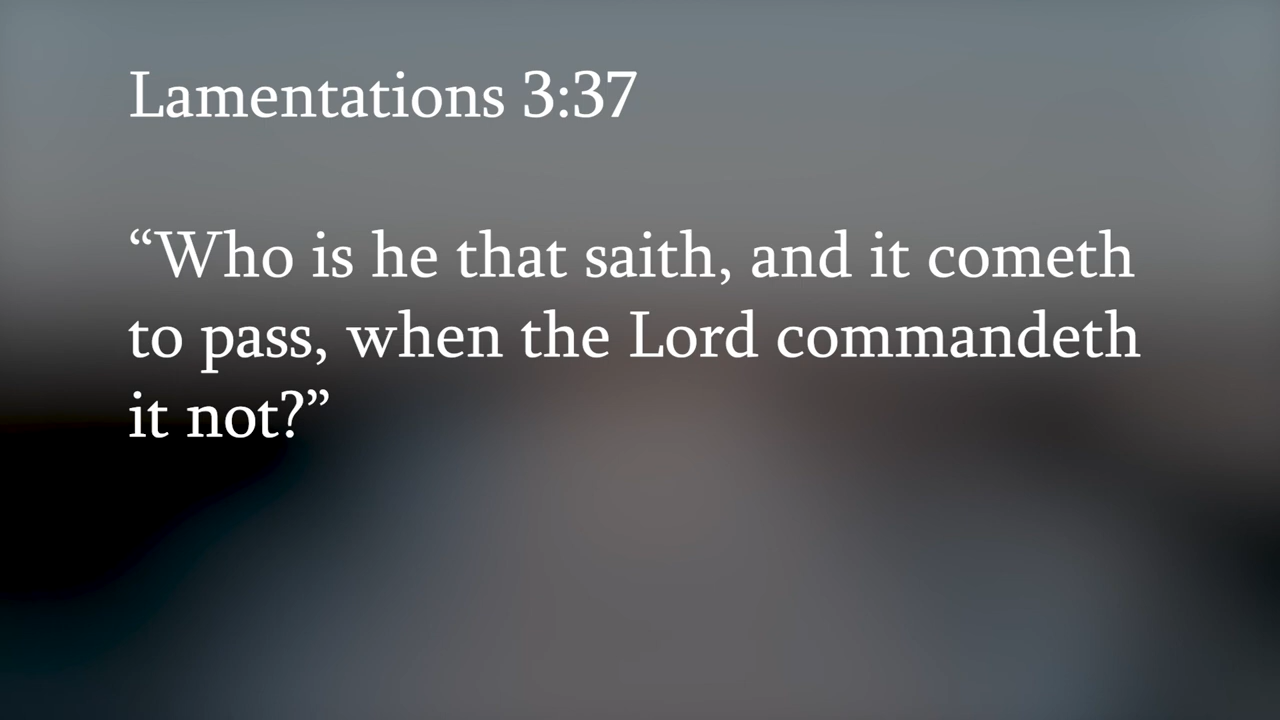 Lamentations 3:37
“Who is he that saith, and it cometh
to pass, when the Lord commandeth
it not?”